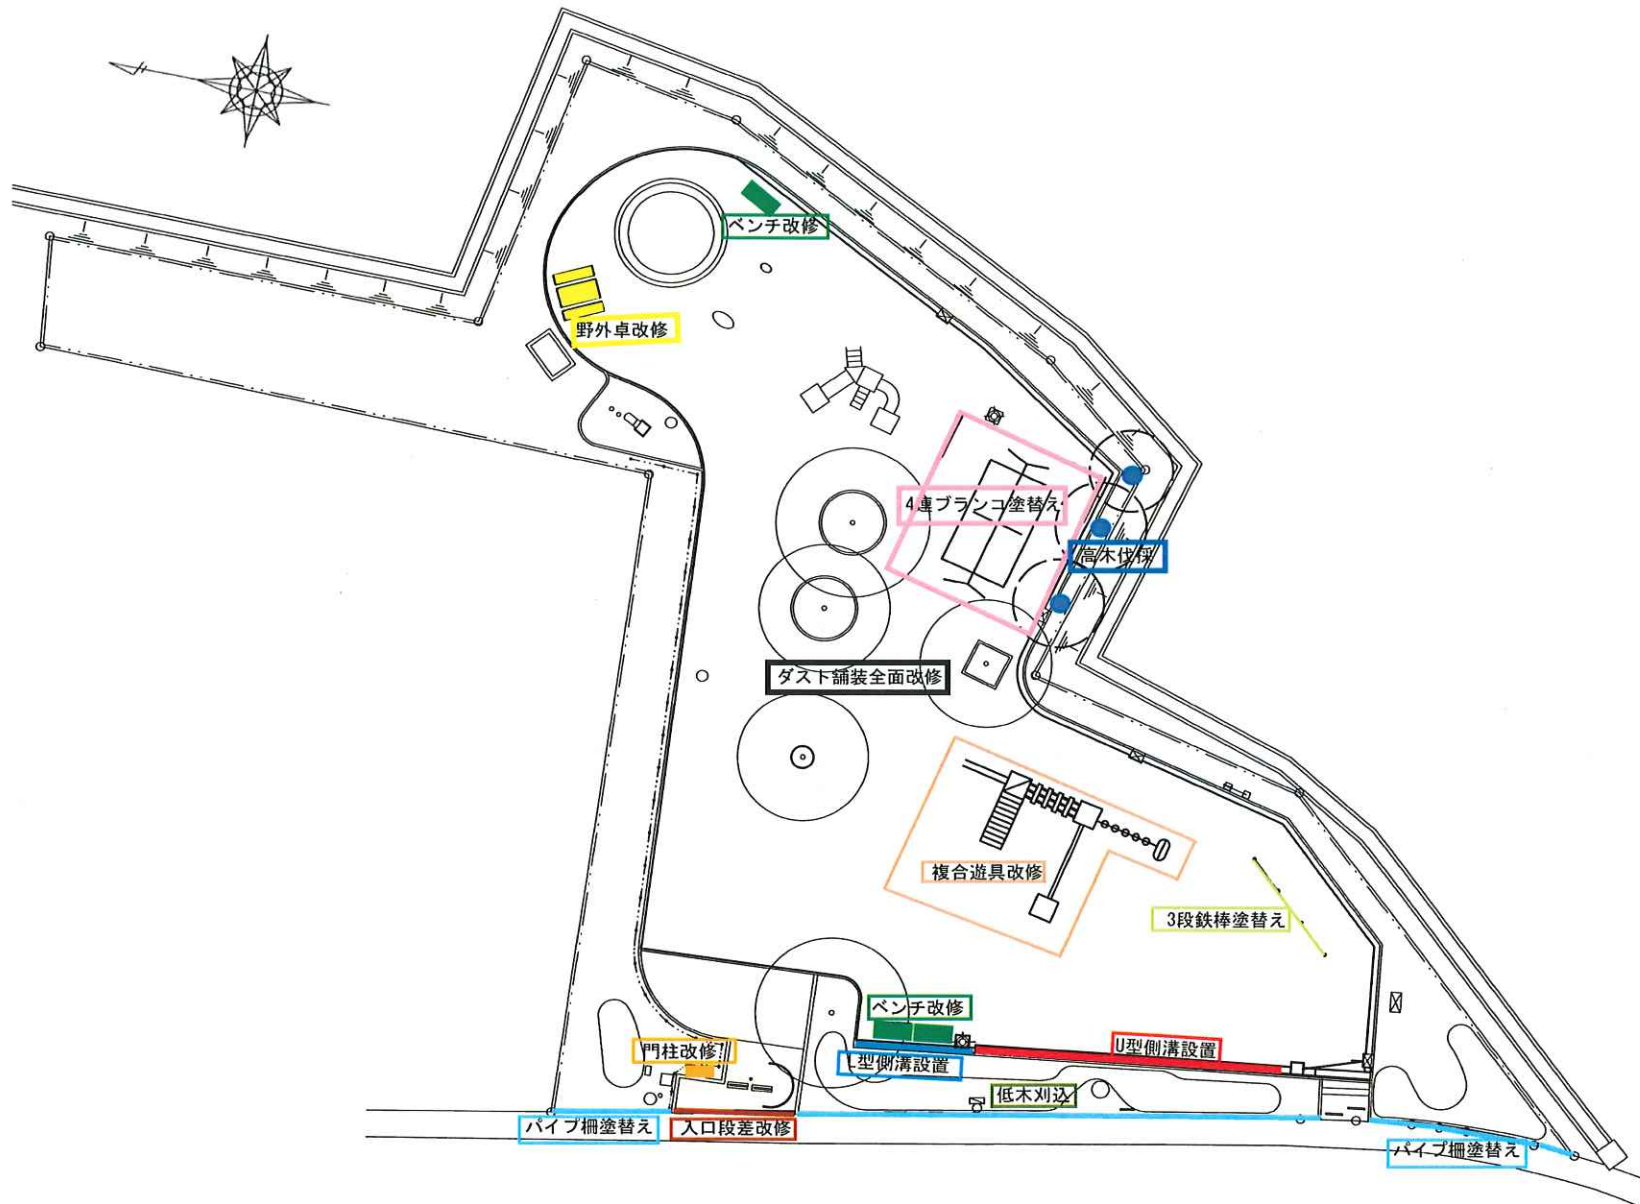 ベンチ改修
野外卓改修
4連ブランコ塗替え
高木伐採
ダスト舗装全面改修
複合遊具改修
3段鉄棒塗替え
ベンチ改修
門柱改修
L型側溝設置
U型側溝設置
低木刈込
パイプ柵塗替え
入口段差改修
パイプ柵塗替え